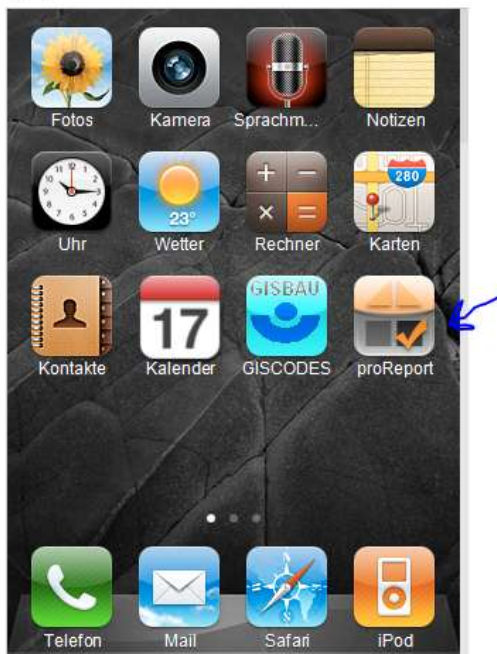 Fotos Kamera Sprachm... Notizen
280
23°
Uhr Wetter Rechner Karten
GISBAU
17
Kontakte Kalender GISCODES proReport
Telefon Mail Safari iPod